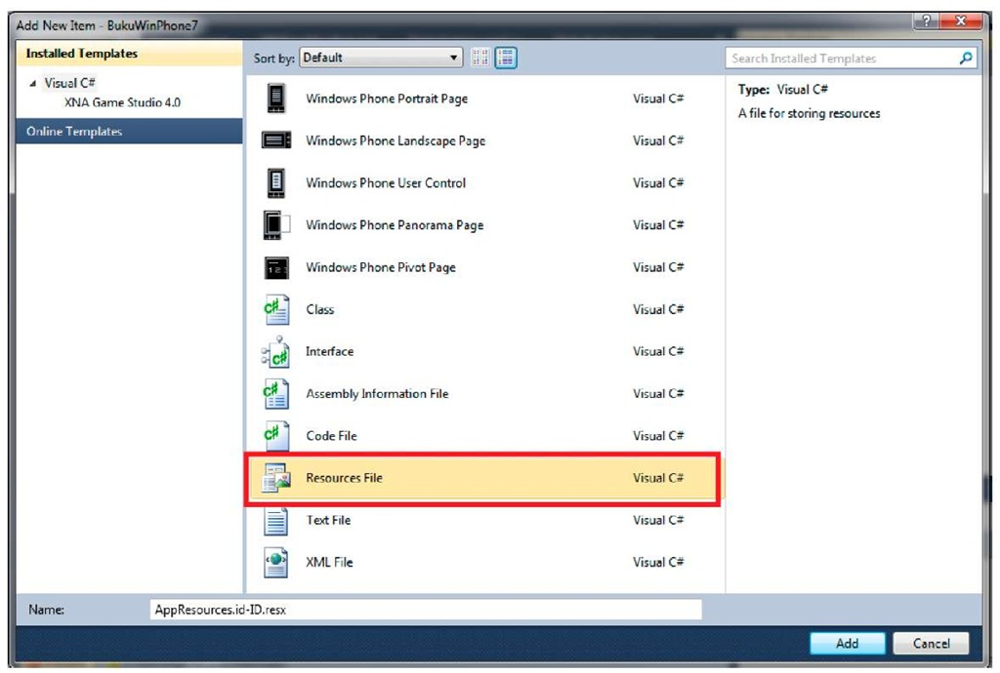 Add New Item - BukuWinPhone7
Installed Templates
Visual C#
XNA Game Studio 4.0
Online Templates
Sort by: Default
Search Installed Templates
Windows Phone Portrait Page Visual C#
Windows Phone Landscape Page Visual C#
Windows Phone User Control Visual C#
Windows Phone Panorama Page Visual C#
Windows Phone Pivot Page Visual C#
Class Visual C#
Interface Visual C#
Assembly Information File Visual C#
Code File Visual C#
Resources File Visual C#
Text File Visual C#
XML File Visual C#
Type: Visual C#
A file for storing resources
Name: AppResources.id-ID.resx
Add Cancel